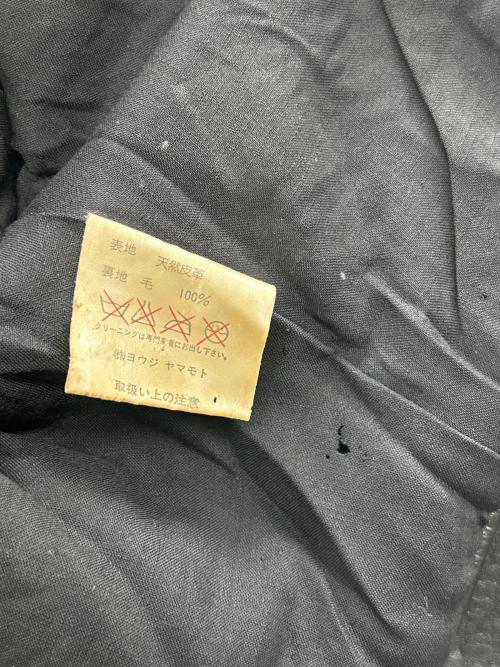 表地 天然皮革
裏地 毛 100%
クリーニングは専門業者にお出し下さい。
㈱ヨウジ ヤマモト
取扱い上の注意